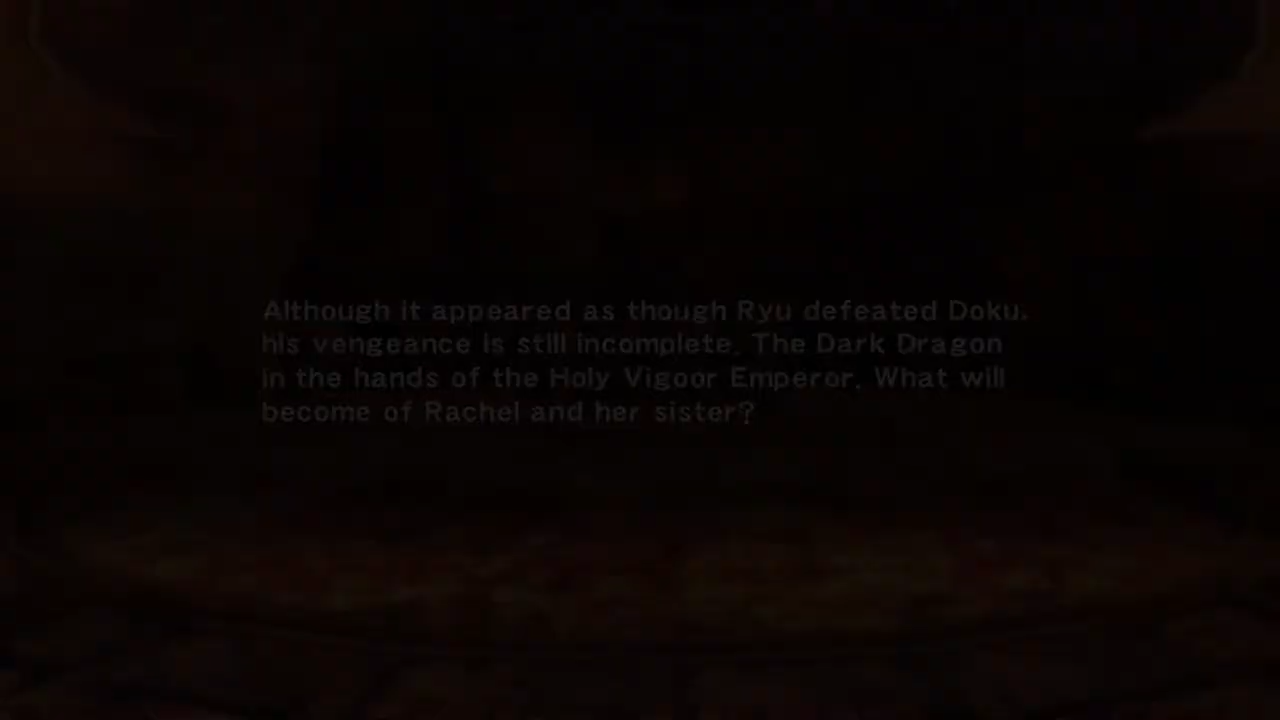 Although it appeared as though Ryu defeated Doku,
his vengeance is still incomplete. The Dark Dragon
in the hands of the Holy Vigoor Emperor. What will
become of Rachel and her sister?